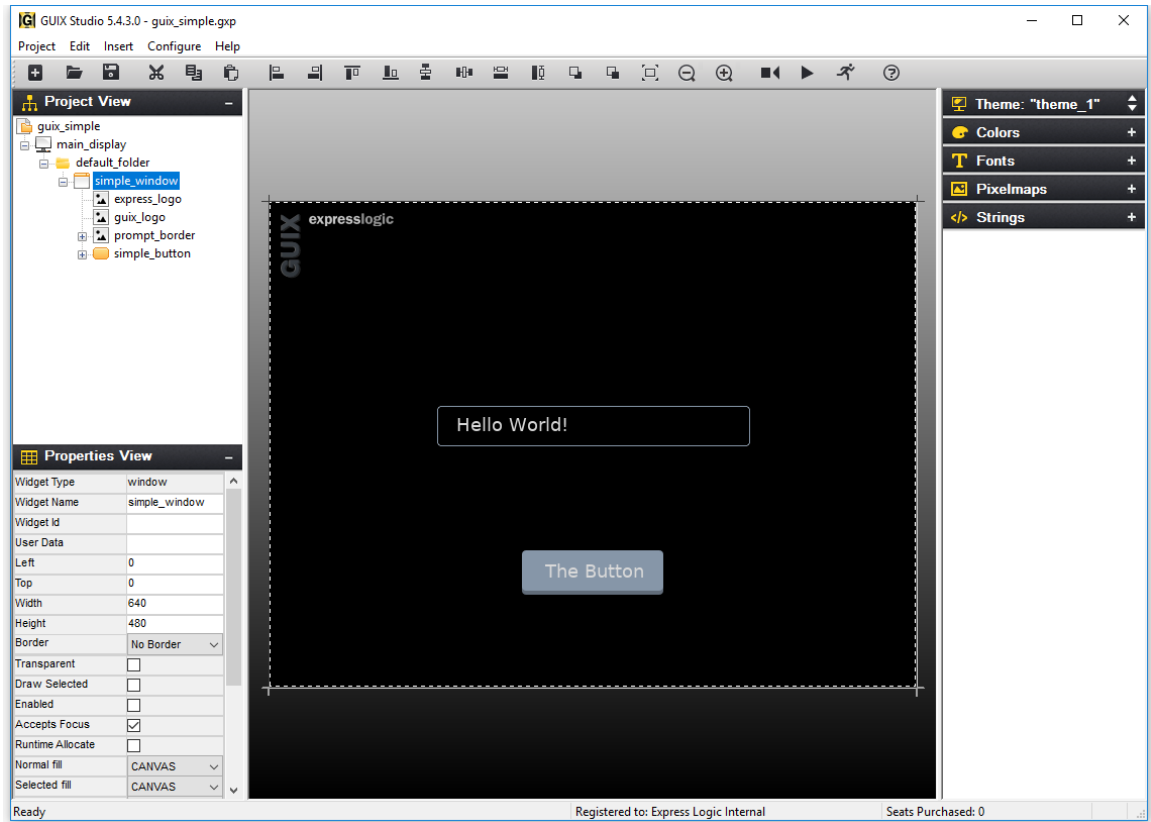 GUIX Studio 5.4.3.0 - guix_simple.gxp
Project Edit Insert Configure Help
Project View
guix_simple
main_display
default_folder
simple_window
express_logo
guix_logo
prompt_border
simple_button
GUIX
expresslogic
Hello World!
The Button
Theme: "theme_1"
Colors
Fonts
Pixelmaps
Strings
Properties View
Widget Type window
Widget Name simple_window
Widget Id
User Data
Left 0
Top 0
Width 640
Height 480
Border No Border
Transparent
Draw Selected
Enabled
Accepts Focus
Runtime Allocate
Normal fill CANVAS
Selected fill CANVAS
Ready Registered to: Express Logic Internal Seats Purchased: 0